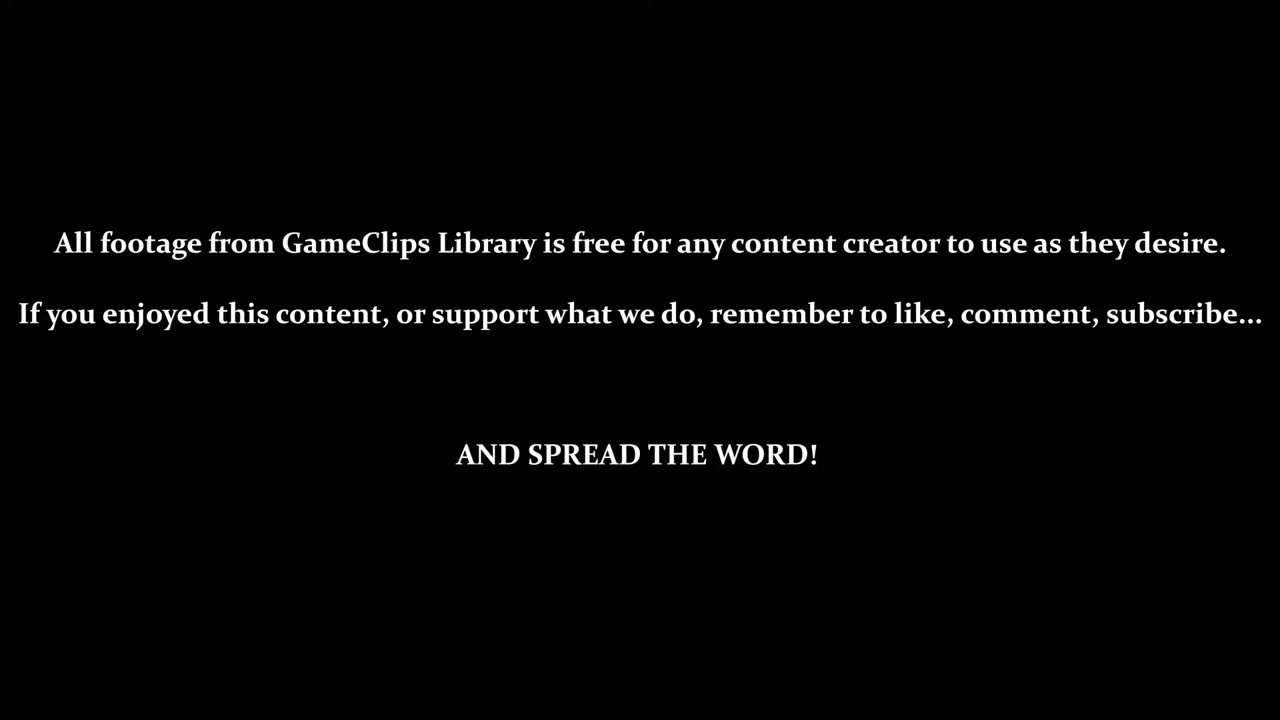 All footage from GameClips Library is free for any content creator to use as they desire.
If you enjoyed this content, or support what we do, remember to like, comment, subscribe...
AND SPREAD THE WORD!